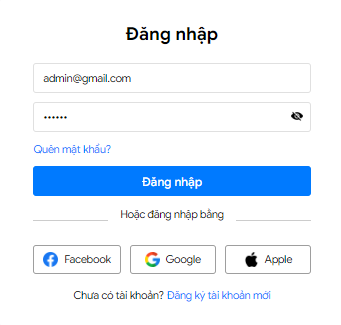 Đăng nhập
admin@gmail.com
••••••
Quên mật khẩu?
Đăng nhập
Hoặc đăng nhập bằng
Facebook Google Apple
Chưa có tài khoản? Đăng ký tài khoản mới